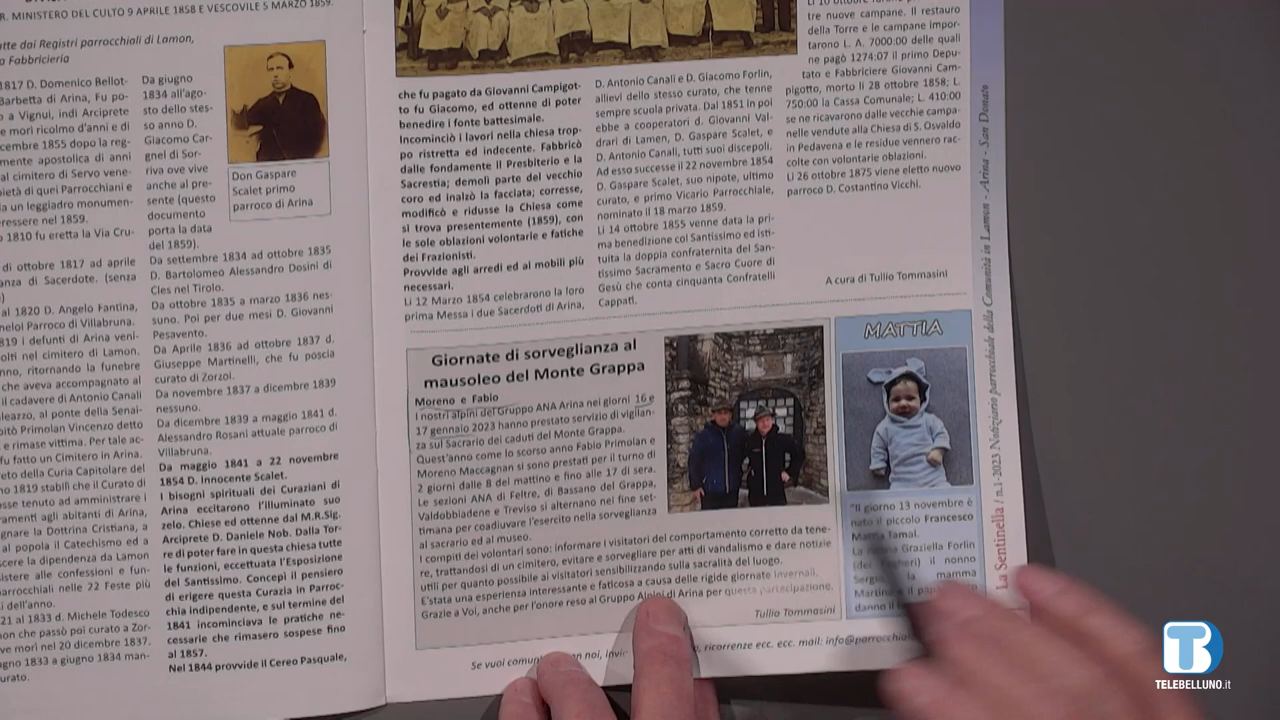 R. MINISTERO DEL CULTO 9 APRILE 1858 E VESCOVILE 5 MARZO 1859.
atte dai Registri parrocchiali di Lamon,
a Fabbricieria
1817 D. Domenico Bellot-
Barbetta di Arina, Fu po-
o a Vignui, indi Arciprete
e morì ricolmo d'anni e di
cembre 1855 dopo la reg-
mente apostolica di anni
al cimitero di Servo vene-
pietà di quei Parrocchiani e
ia un leggiadro monumen-
eressere nel 1859.
o 1810 fu eretta la Via Cru-
di ottobre 1817 ad aprile
anza di Sacerdote. (senza
al 1820 D. Angelo Fantina,
neloi Parroco di Villabruna.
819 i defunti di Arina veni-
olti nel cimitero di Lamon.
nno, ritornando la funebre
che aveva accompagnato al
il cadavere di Antonio Canali
aleazzo, al ponte della Senai-
bitò Primolan Vincenzo detto
e rimase vittima. Per tale ac-
fu fatto un Cimitero in Arina.
reto della Curia Capitolare del
no 1819 stabilì che il Curato di
osse tenuto ad amministrare i
ramenti agli abitanti di Arina,
gnare la Dottrina Cristiana, a
al popola il Catechismo ed a
scere la dipendenza da Lamon
sistere alle confessioni e fun-
parrocchiali nelle 22 Feste più
i dell'anno.
21 al 1833 d. Michele Todesco
non che passò poi curato a Zor-
ove morì nel 20 dicembre 1837.
ugno 1833 a giugno 1834 man-
urato.
Da giugno
1834 all'ago-
sto dello stes-
so anno D.
Giacomo Car-
gnel di Sor-
riva ove vive
anche al pre-
sente (questo
documento
porta la data
del 1859).
Don Gaspare
Scalet primo
parroco di Arina
Da settembre 1834 ad ottobre 1835
D. Bartolomeo Alessandro Dosini di
Cles nel Tirolo.
Da ottobre 1835 a marzo 1836 nes-
suno. Poi per due mesi D. Giovanni
Pesavento.
Da Aprile 1836 ad ottobre 1837 d.
Giuseppe Martinelli, che fu poscia
curato di Zorzol.
Da novembre 1837 a dicembre 1839
nessuno.
Da dicembre 1839 a maggio 1841 d.
Alessandro Rosani attuale parroco di
Villabruna.
Da maggio 1841 a 22 novembre
1854 D. Innocente Scalet.
I bisogni spirituali dei Curaziani di
Arina eccitarono l'illuminato suo
zelo. Chiese ed ottenne dal M.R.Sig.
Arciprete D. Daniele Nob. Dalla Tor-
re di poter fare in questa chiesa tutte
le funzioni, eccettuata l'Esposizione
del Santissimo. Concepì il pensiero
di erigere questa Curazia in Parroc-
chia indipendente, e sul termine del
1841 incominciava le pratiche ne-
cessarie che rimasero sospese fino
al 1857.
Nel 1844 provvide il Cereo Pasquale,
che fu pagato da Giovanni Campigot-
to fu Giacomo, ed ottenne di poter
benedire i fonte battesimale.
Incominciò i lavori nella chiesa trop-
po ristretta ed indecente. Fabbricò
dalle fondamente il Presbiterio e la
Sacrestia; demolì parte del vecchio
coro ed inalzò la facciata; corresse,
modificò e ridusse la Chiesa come
si trova presentemente (1859), con
le sole oblazioni volontarie e fatiche
dei Frazionisti.
Provvide agli arredi ed ai mobili più
necessari.
Li 12 Marzo 1854 celebrarono la loro
prima Messa i due Sacerdoti di Arina,
D. Antonio Canali e D. Giacomo Forlin,
allievi dello stesso curato, che tenne
sempre scuola privata. Dal 1851 in poi
ebbe a cooperatori d. Giovanni Val-
drari di Lamen, D. Gaspare Scalet, e
D. Antonio Canali, tutti suoi discepoli.
Ad esso successe il 22 novembre 1854
D. Gaspare Scalet, suo nipote, ultimo
curato, e primo Vicario Parrocchiale,
nominato il 18 marzo 1859.
Li 14 ottobre 1855 venne data la pri-
ma benedizione col Santissimo ed isti-
tuita la doppia confraternita del San-
tissimo Sacramento e Sacro Cuore di
Gesù che conta cinquanta Confratelli
Cappati.
tre nuove campane. Il restauro
della Torre e le campane impor-
tarono L. A. 7000:00 delle quali
ne pagò 1274:07 il primo Depu-
tato e Fabbriciere Giovanni Cam-
pigotto, morto li 28 ottobre 1858; L.
750:00 la Cassa Comunale; L. 410:00
se ne ricavarono dalle vecchie campa-
nelle vendute alla Chiesa di S. Osvaldo
in Pedavena e le residue vennero rac-
colte con volontarie oblazioni.
Li 26 ottobre 1875 viene eletto nuovo
parroco D. Costantino Vicchi.
A cura di Tullio Tommasini
Giornate di sorveglianza al
mausoleo del Monte Grappa
Moreno e Fabio
I nostri alpini del Gruppo ANA Arina nei giorni 16 e
17 gennaio 2023 hanno prestato servizio di vigilan-
za sul Sacrario dei caduti del Monte Grappa.
Quest'anno come lo scorso anno Fabio Primolan e
Moreno Maccagnan si sono prestati per il turno di
2 giorni dalle 8 del mattino e fino alle 17 di sera.
Le sezioni ANA di Feltre, di Bassano del Grappa,
Valdobbiadene e Treviso si alternano nei fine set-
timana per coadiuvare l'esercito nella sorveglianza
al sacrario ed al museo.
I compiti dei volontari sono: informare i visitatori del comportamento corretto da tene-
re, trattandosi di un cimitero, evitare e sorvegliare per atti di vandalismo e dare notizie
utili per quanto possibile ai visitatori sensibilizzando sulla sacralità del luogo.
E'stata una esperienza interessante e faticosa a causa delle rigide giornate invernali.
Grazie a Voi, anche per l'onore reso al Gruppo Alpini di Arina per questa partecipazione.
Tullio Tommasini
MATTIA
"Il giorno 13 novembre è
nato il piccolo Francesco
Mattia Tamal.
La nonna Graziella Forlin
il nonno
la mamma
Se vuoi comuni
ricorrenze ecc. ecc. mail: info@parrocchia
La Sentinella / n.1-2023 Notiziario parrocchiale della Comunità in Lamon - Arina - San Donato
TELEBELLUNO.it